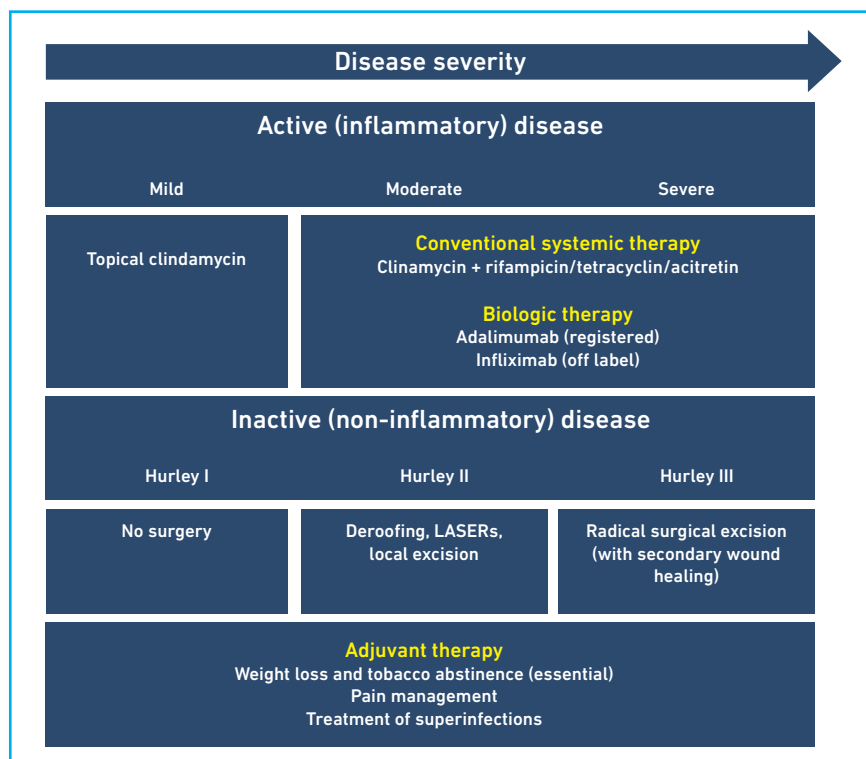 Disease severity
Active (inflammatory) disease
Mild
Moderate
Severe
Topical clindamycin
Conventional systemic therapy
Clinamycin + rifampicin/tetracyclin/acitretin
Biologic therapy
Adalimumab (registered)
Infliximab (off label)
Inactive (non-inflammatory) disease
Hurley I
Hurley II
Hurley III
No surgery
Deroofing, LASERs,
local excision
Radical surgical excision
(with secondary wound
healing)
Adjuvant therapy
Weight loss and tobacco abstinence (essential)
Pain management
Treatment of superinfections